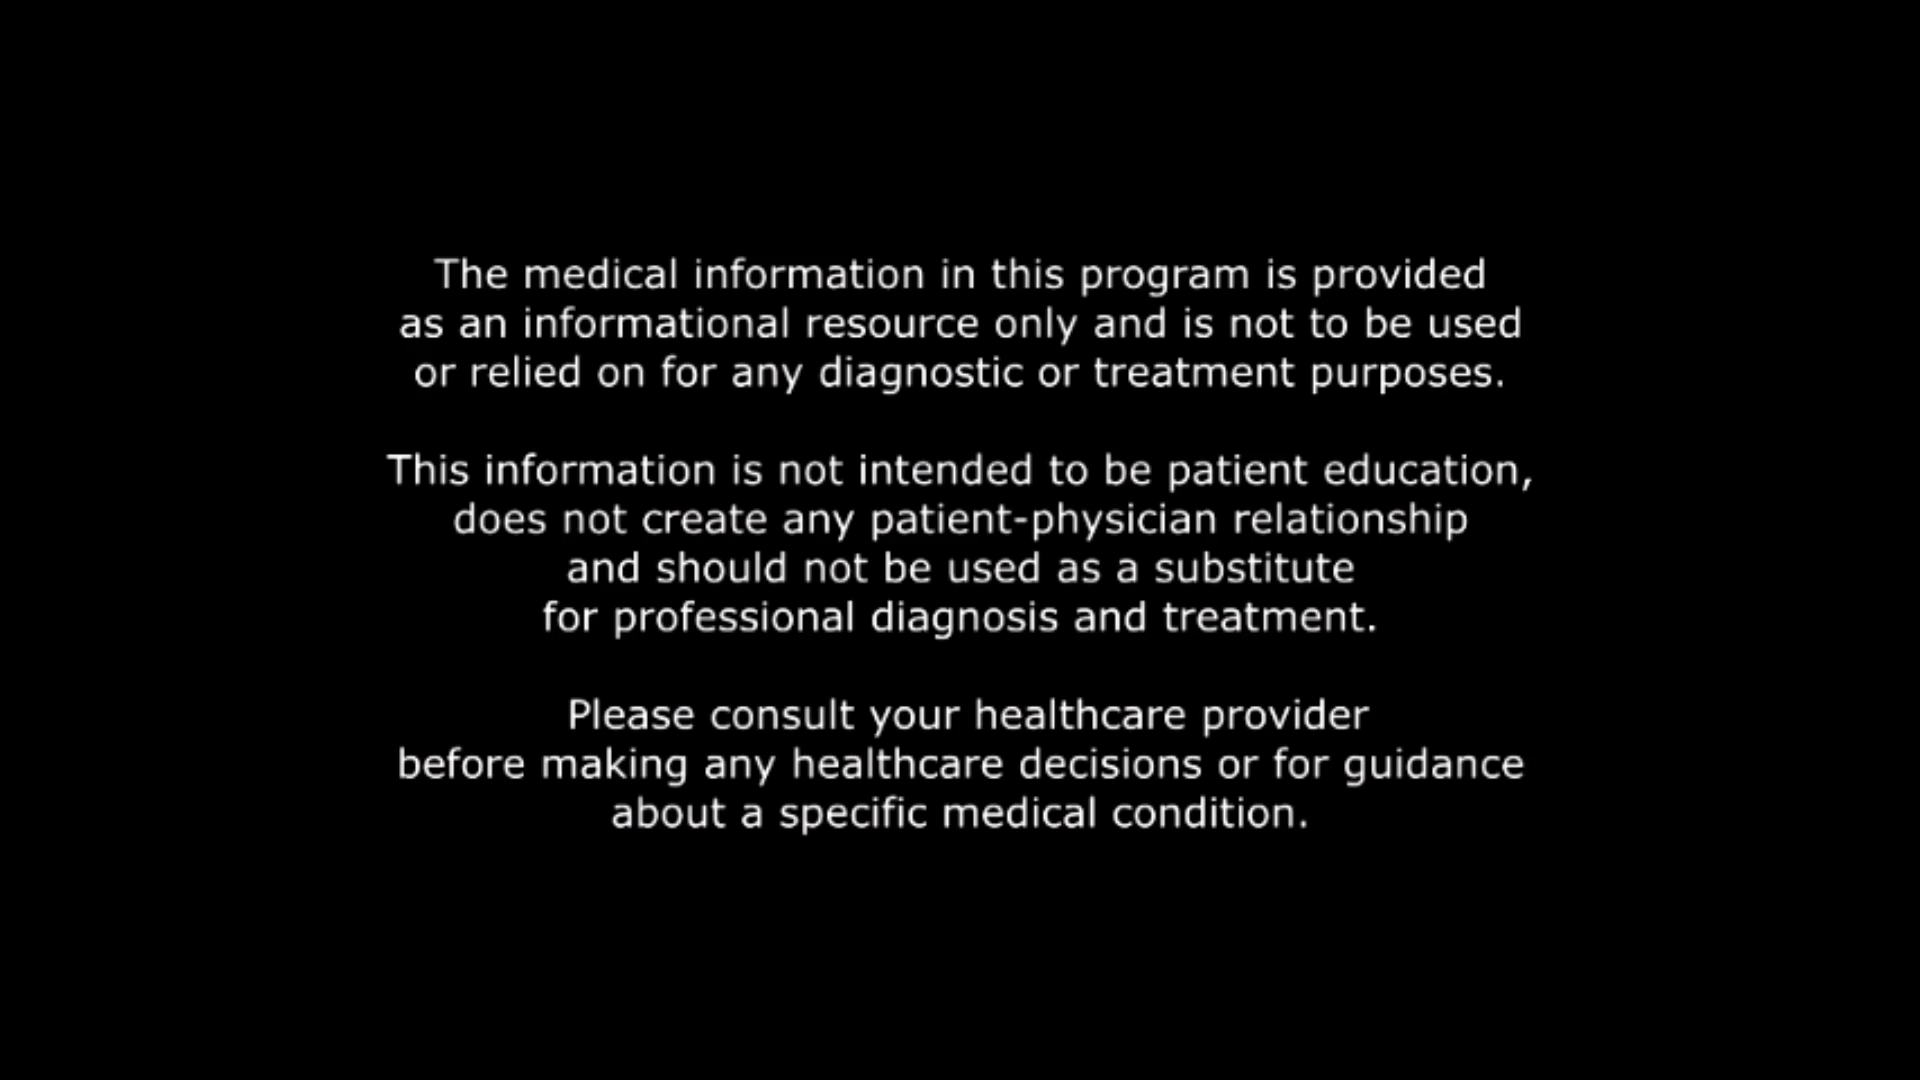 The medical information in this program is provided
as an informational resource only and is not to be used
or relied on for any diagnostic or treatment purposes.
This information is not intended to be patient education,
does not create any patient-physician relationship
and should not be used as a substitute
for professional diagnosis and treatment.
Please consult your healthcare provider
before making any healthcare decisions or for guidance
about a specific medical condition.